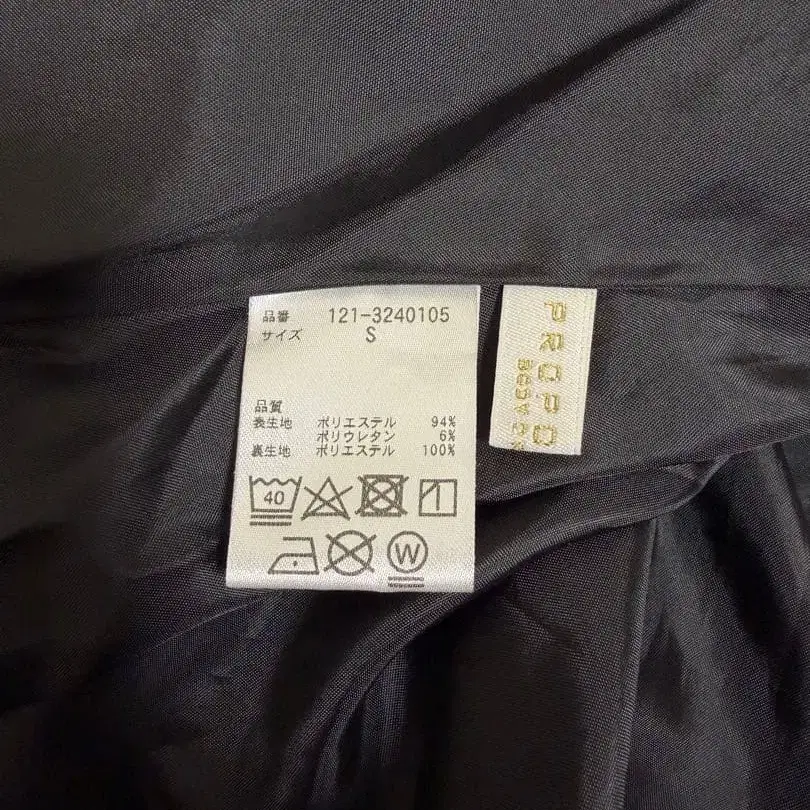 品番 121-3240105
サイズ S
品質
表生地 ポリエステル 94%
ポリウレタン 6%
裏生地 ポリエステル 100%
40
W
PROPO
BODY